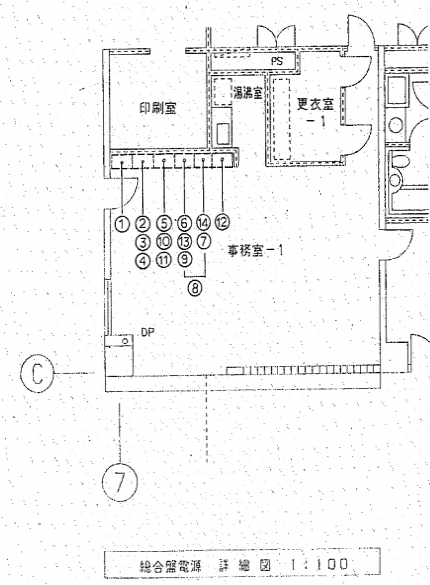 PS
湯沸室
印刷室
更衣室
-1
① ② ⑤ ⑥ ⑭ ⑫
③ ⑩ ⑬ ⑦
④ ⑪ ⑨
⑧
事務室-1
DP
C
7
総合盤電源 詳細図 1:100